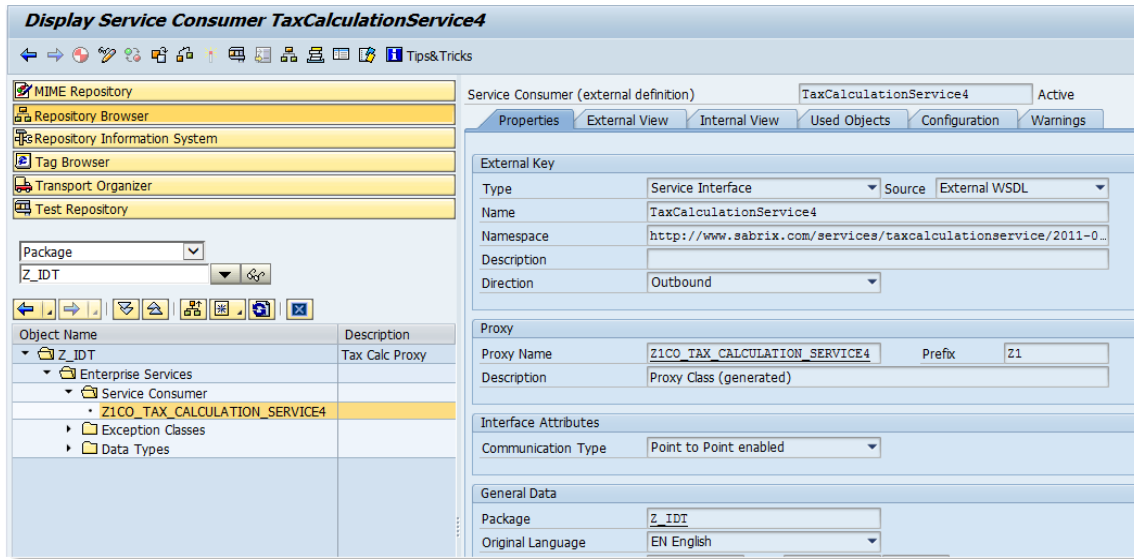 Display Service Consumer TaxCalculationService4
Tips&Tricks
MIME Repository
Repository Browser
Repository Information System
Tag Browser
Transport Organizer
Test Repository
Package
Z_IDT
Object Name Description
Z_IDT Tax Calc Proxy
Enterprise Services
Service Consumer
Z1CO_TAX_CALCULATION_SERVICE4
Exception Classes
Data Types
Service Consumer (external definition) TaxCalculationService4 Active
Properties External View Internal View Used Objects Configuration Warnings
External Key
Type Service Interface Source External WSDL
Name TaxCalculationService4
Namespace http://www.sabrix.com/services/taxcalculationservice/2011-0…
Description
Direction Outbound
Proxy
Proxy Name Z1CO_TAX_CALCULATION_SERVICE4 Prefix Z1
Description Proxy Class (generated)
Interface Attributes
Communication Type Point to Point enabled
General Data
Package Z_IDT
Original Language EN English